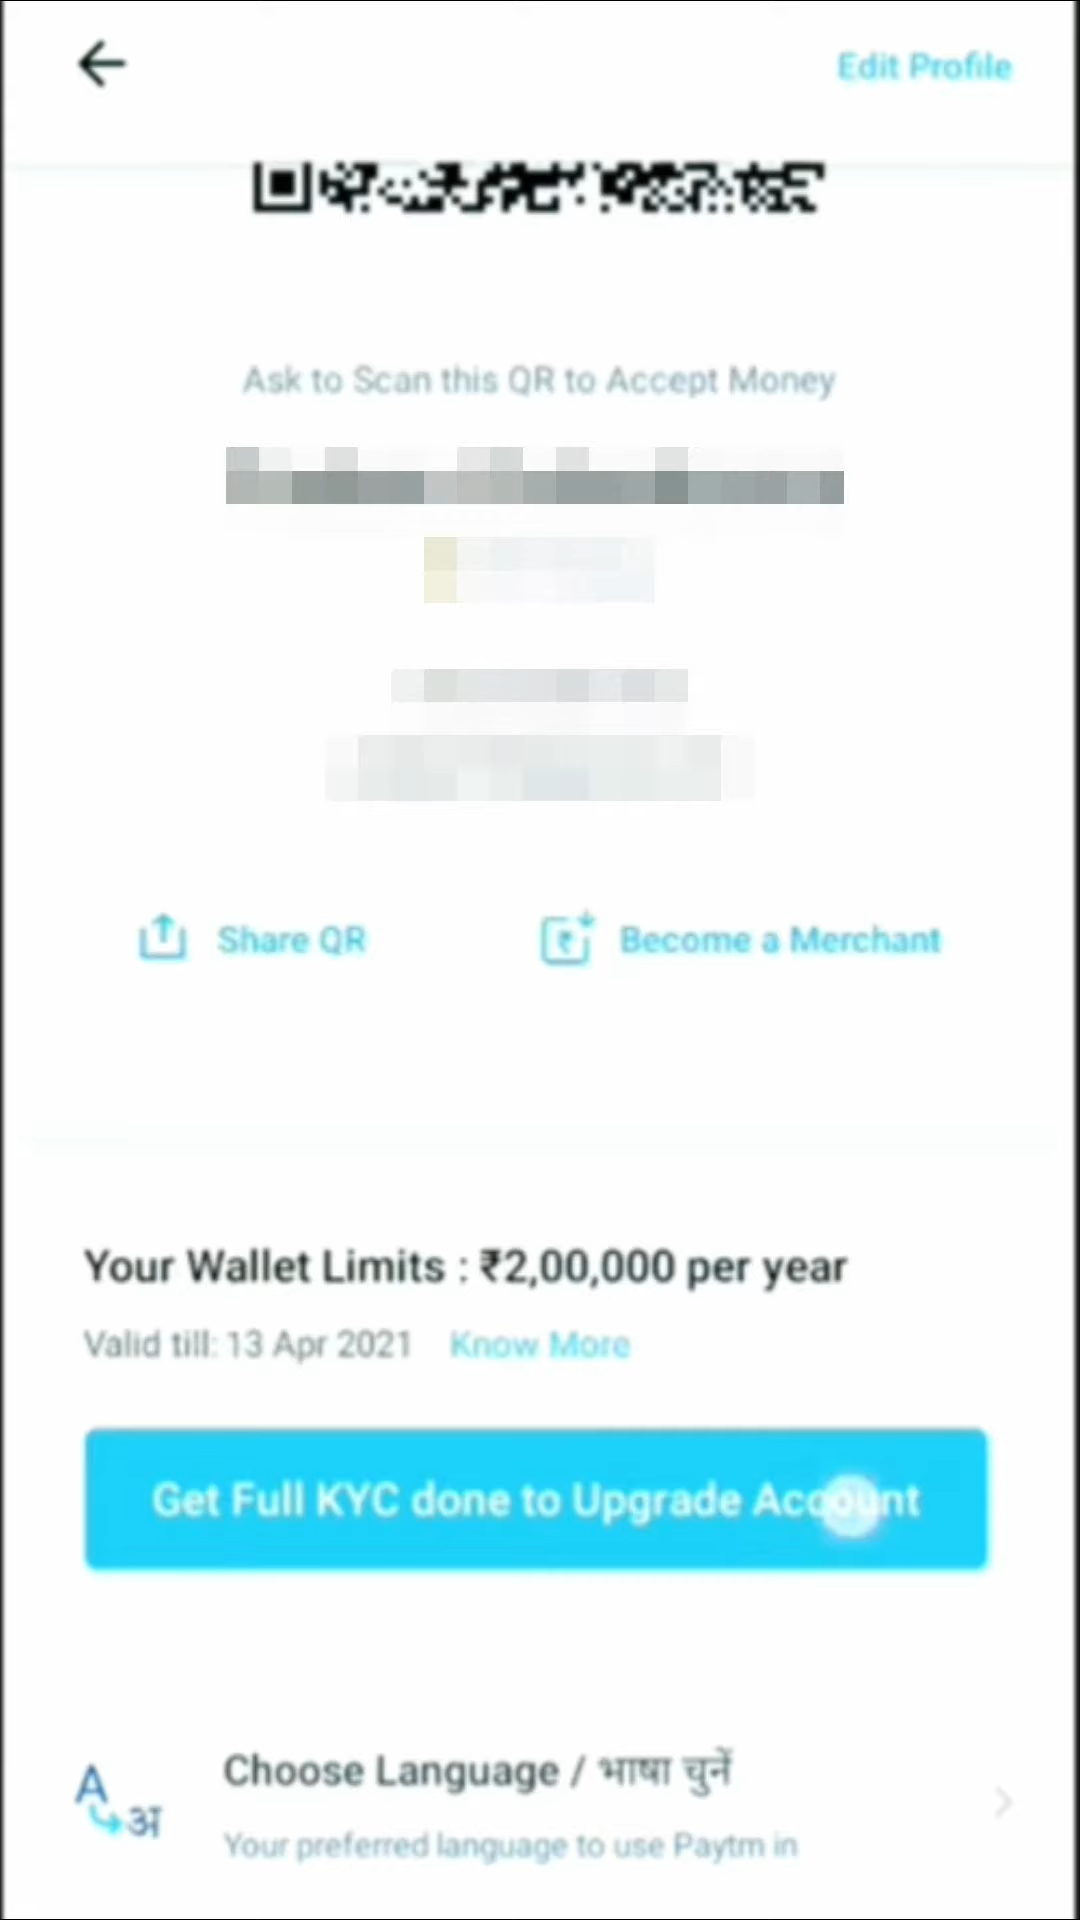 Edit Profile
Ask to Scan this QR to Accept Money
Share QR
Become a Merchant
Your Wallet Limits : ₹2,00,000 per year
Valid till: 13 Apr 2021 Know More
Get Full KYC done to Upgrade Account
Choose Language / भाषा चुनें
A अ
Your preferred language to use Paytm in